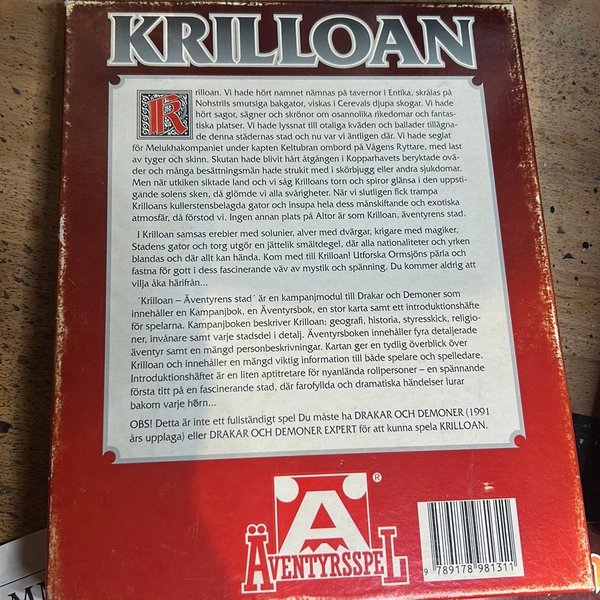 KRILLOAN
Krilloan. Vi hade hört namnet nämnas på tavernor i Entika, skrålas på
Nohstrils smutsiga bakgator, viskas i Cerevals djupa skogar. Vi hade
hört sagor, sägner och skrönor om osannolika rikedomar och fantas-
tiska platser. Vi hade lyssnat till otaliga kväden och ballader tillägna-
de denna städernas stad och nu var vi äntligen där. Vi hade seglat
för Melukhakompaniet under kapten Keltubran ombord på Vågens Ryttare, med last
av tyger och skinn. Skutan hade blivit hårt åtgången i Kopparhavets beryktade ovä-
der och många besättningsmän hade strukit med i skörbjugg eller andra sjukdomar.
Men när utkiken siktade land och vi såg Krilloans torn och spiror glänsa i den uppsti-
gande solens sken, då glömde vi alla svårigheter. När vi slutligen fick trampa
Krilloans kullerstensbelagda gator och insupa hela dess mänskiftande och exotiska
atmosfär, då förstod vi. Ingen annan plats på Altor är som Krilloan, äventyrens stad.
I Krilloan samsas erebier med solunier, alver med dvärgar, krigare med magiker,
Stadens gator och torg utgör en jättelik smältdegel, där alla nationaliteter och yrken
blandas och där allt kan hända. Kom med till Krilloan! Utforska Ormsjöns pärla och
fastna för gott i dess fascinerande väv av mystik och spänning. Du kommer aldrig att
vilja åka härifrån...
´Krilloan – Äventyrens stad´ är en kampanjmodul till Drakar och Demoner som
innehåller en Kampanjbok, en Äventyrsbok, en stor karta samt ett introduktionshäfte
för spelarna. Kampanjboken beskriver Krilloan; geografi, historia, styresskick, religio-
ner, invånare samt varje stadsdel i detalj. Äventyrsboken innehåller fyra detaljerade
äventyr samt en mängd personbeskrivningar. Kartan ger en tydlig överblick över
Krilloan och innehåller en mängd viktig information till både spelare och spelledare.
Introduktionshäftet är en liten aptitretare för nyanlända rollpersoner – en spännande
första titt på en fascinerande stad, där farofyllda och dramatiska händelser lurar
bakom varje hörn...
OBS! Detta är inte ett fullständigt spel Du måste ha DRAKAR OCH DEMONER (1991
års upplaga) eller DRAKAR OCH DEMONER EXPERT för att kunna spela KRILLOAN.
Ä
®
ÄVENTYRSSPEL
9 789178 981311